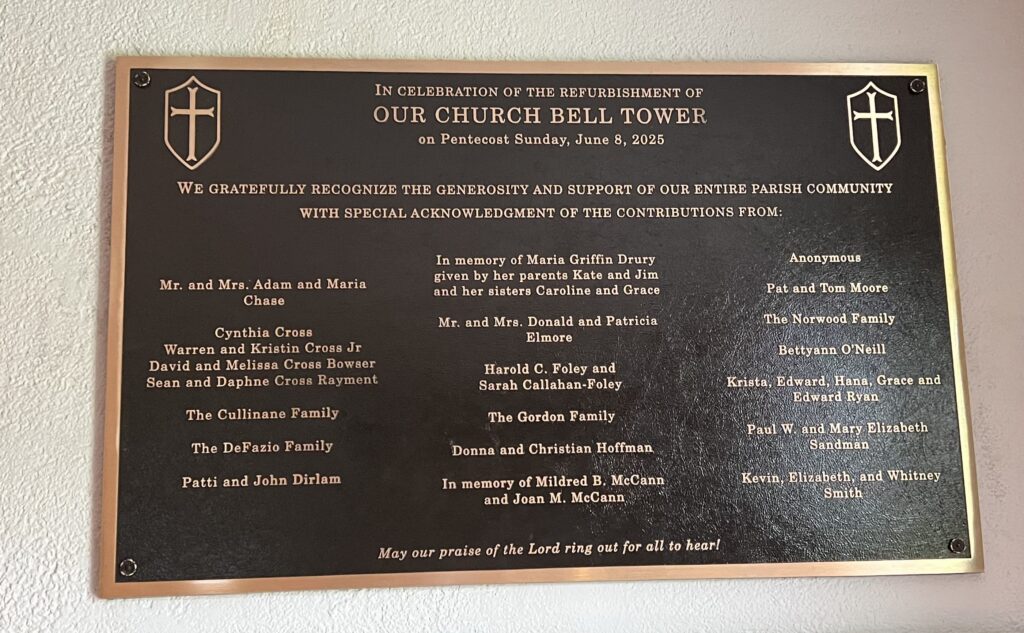 IN CELEBRATION OF THE REFURBISHMENT OF
OUR CHURCH BELL TOWER
on Pentecost Sunday, June 8, 2025
WE GRATEFULLY RECOGNIZE THE GENEROSITY AND SUPPORT OF OUR ENTIRE PARISH COMMUNITY
WITH SPECIAL ACKNOWLEDGMENT OF THE CONTRIBUTIONS FROM:
Mr. and Mrs. Adam and Maria
Chase
Cynthia Cross
Warren and Kristin Cross Jr
David and Melissa Cross Bowser
Sean and Daphne Cross Rayment
The Cullinane Family
The DeFazio Family
Patti and John Dirlam
In memory of Maria Griffin Drury
given by her parents Kate and Jim
and her sisters Caroline and Grace
Mr. and Mrs. Donald and Patricia
Elmore
Harold C. Foley and
Sarah Callahan-Foley
The Gordon Family
Donna and Christian Hoffman
In memory of Mildred B. McCann
and Joan M. McCann
Anonymous
Pat and Tom Moore
The Norwood Family
Bettyann O'Neill
Krista, Edward, Hana, Grace and
Edward Ryan
Paul W. and Mary Elizabeth
Sandman
Kevin, Elizabeth, and Whitney
Smith
May our praise of the Lord ring out for all to hear!